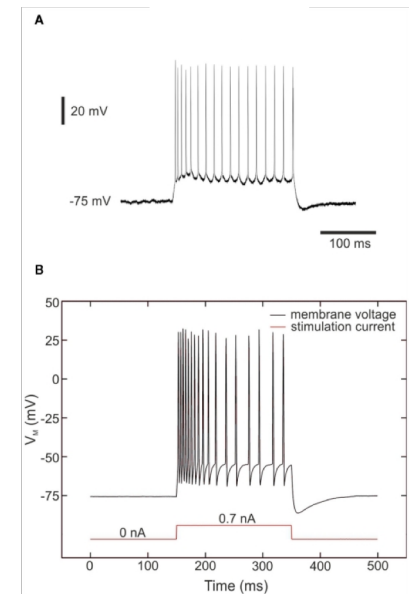 A
20 mV
-75 mV
100 ms
B
50
25
0
-25
-50
-75
V_M (mV)
membrane voltage
stimulation current
0 nA
0.7 nA
0 100 200 300 400 500
Time (ms)